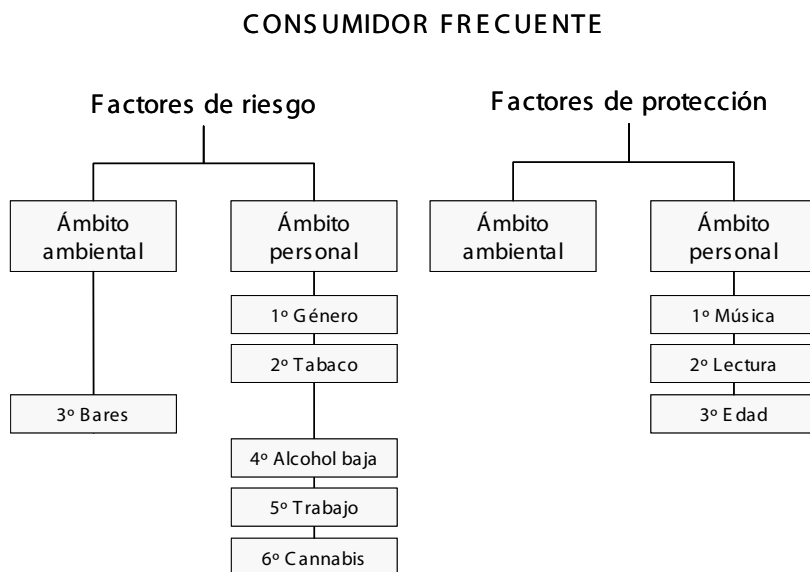 CONSUMIDOR FRECUENTE
Factores de riesgo
Factores de protección
Ámbito
ambiental
Ámbito
personal
Ámbito
ambiental
Ámbito
personal
1º Género
1º Música
2º Tabaco
2º Lectura
3º Bares
3º Edad
4º Alcohol baja
5º Trabajo
6º Cannabis